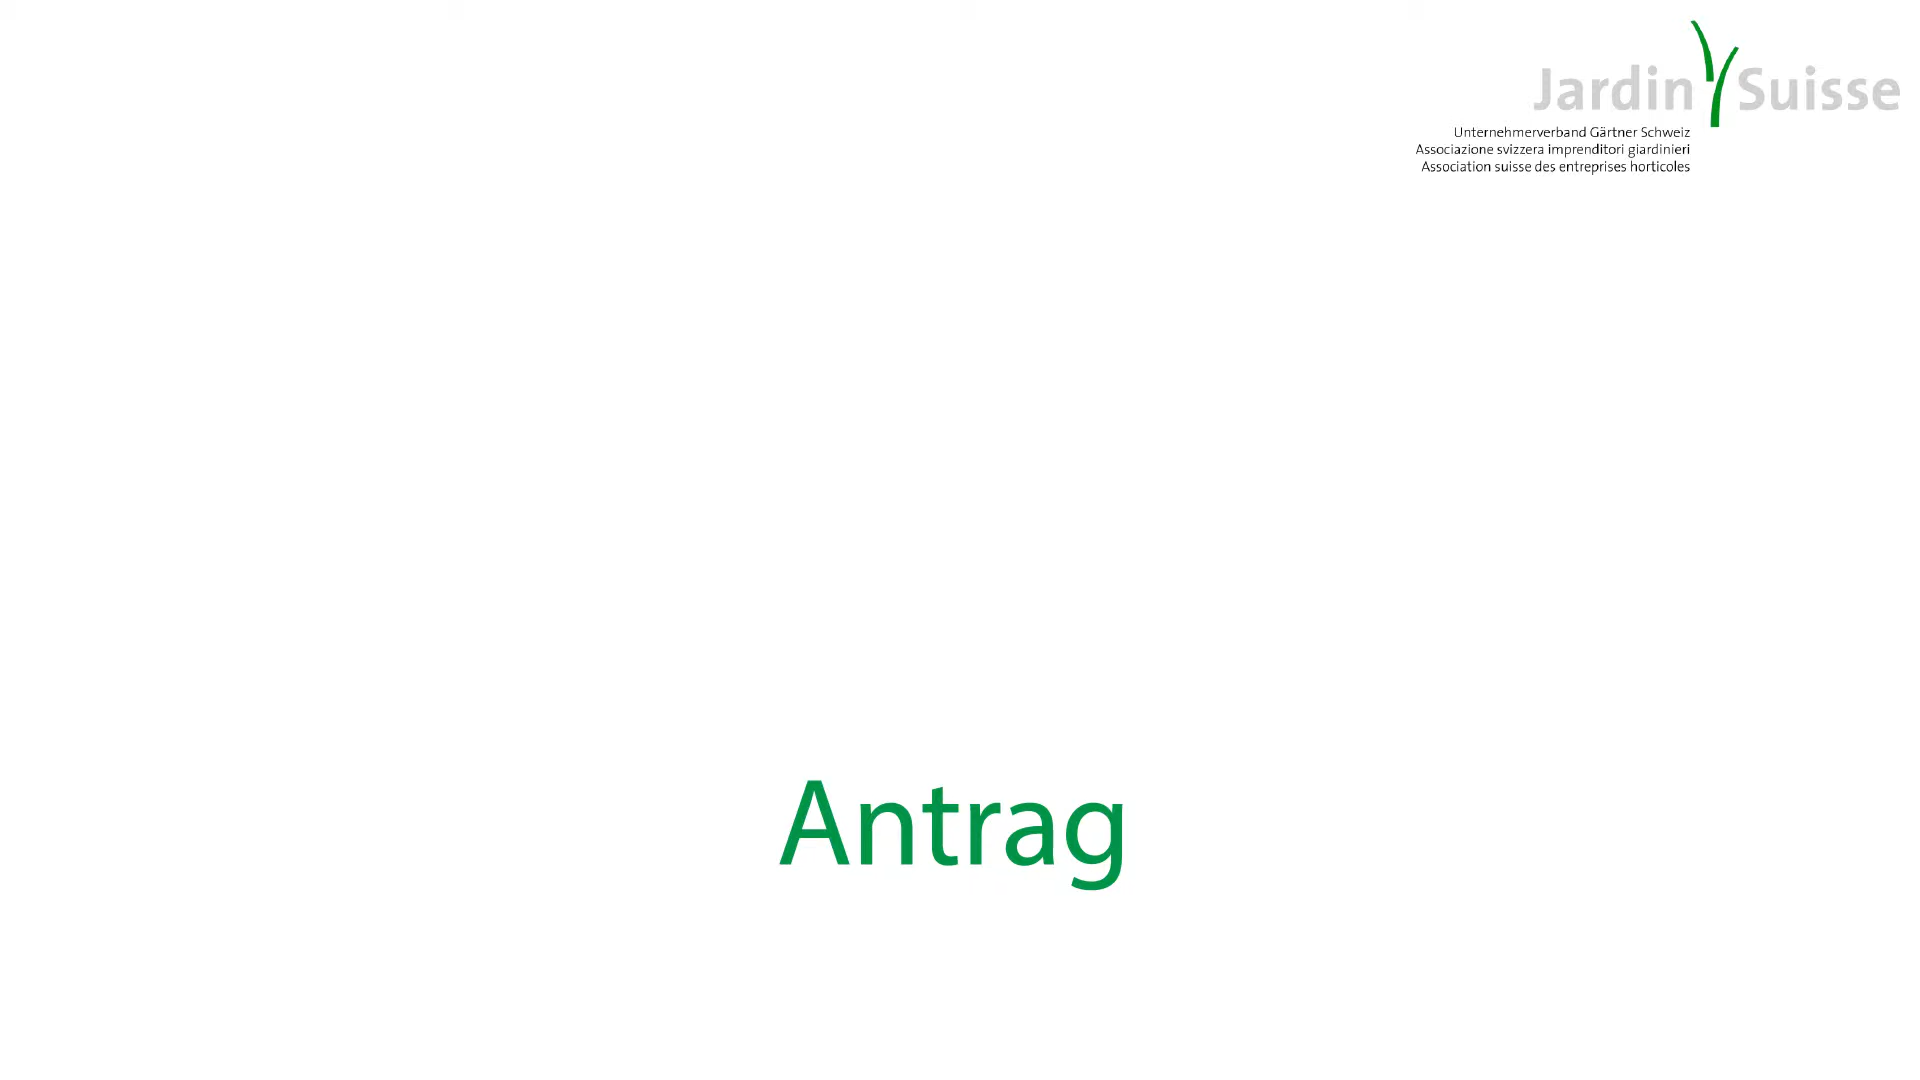 Jardin Suisse
Unternehmerverband Gärtner Schweiz
Associazione svizzera imprenditori giardinieri
Association suisse des entreprises horticoles
Antrag